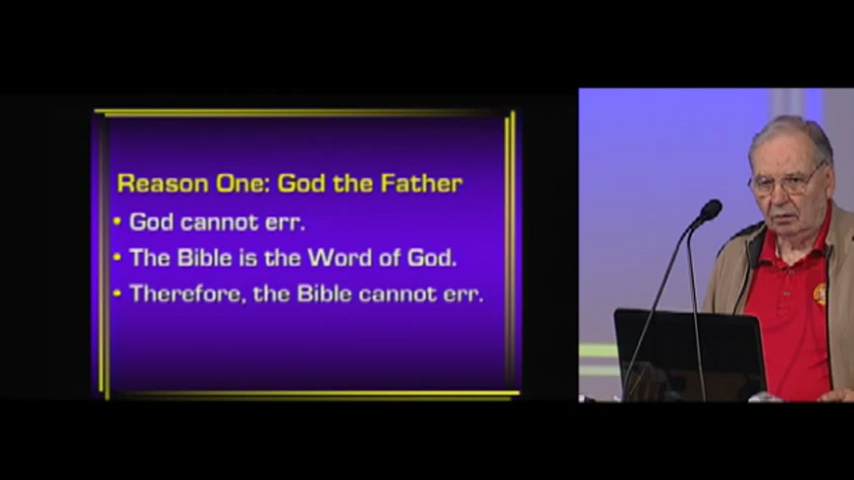 Reason One: God the Father
• God cannot err.
• The Bible is the Word of God.
• Therefore, the Bible cannot err.